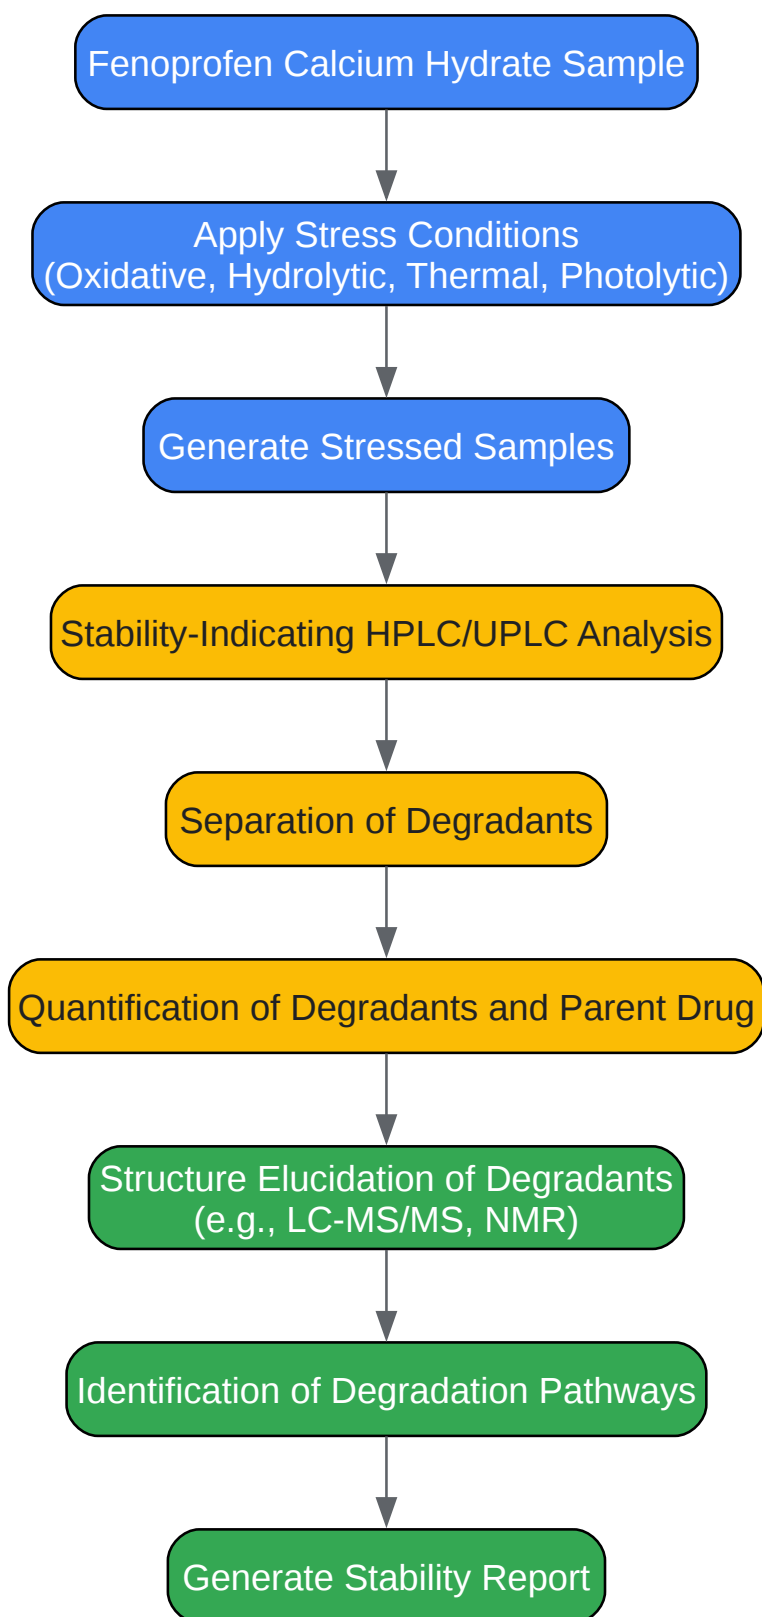 Fenoprofen Calcium Hydrate Sample
Apply Stress Conditions
(Oxidative, Hydrolytic, Thermal, Photolytic)
Generate Stressed Samples
Stability-Indicating HPLC/UPLC Analysis
Separation of Degradants
Quantification of Degradants and Parent Drug
Structure Elucidation of Degradants
(e.g., LC-MS/MS, NMR)
Identification of Degradation Pathways
Generate Stability Report